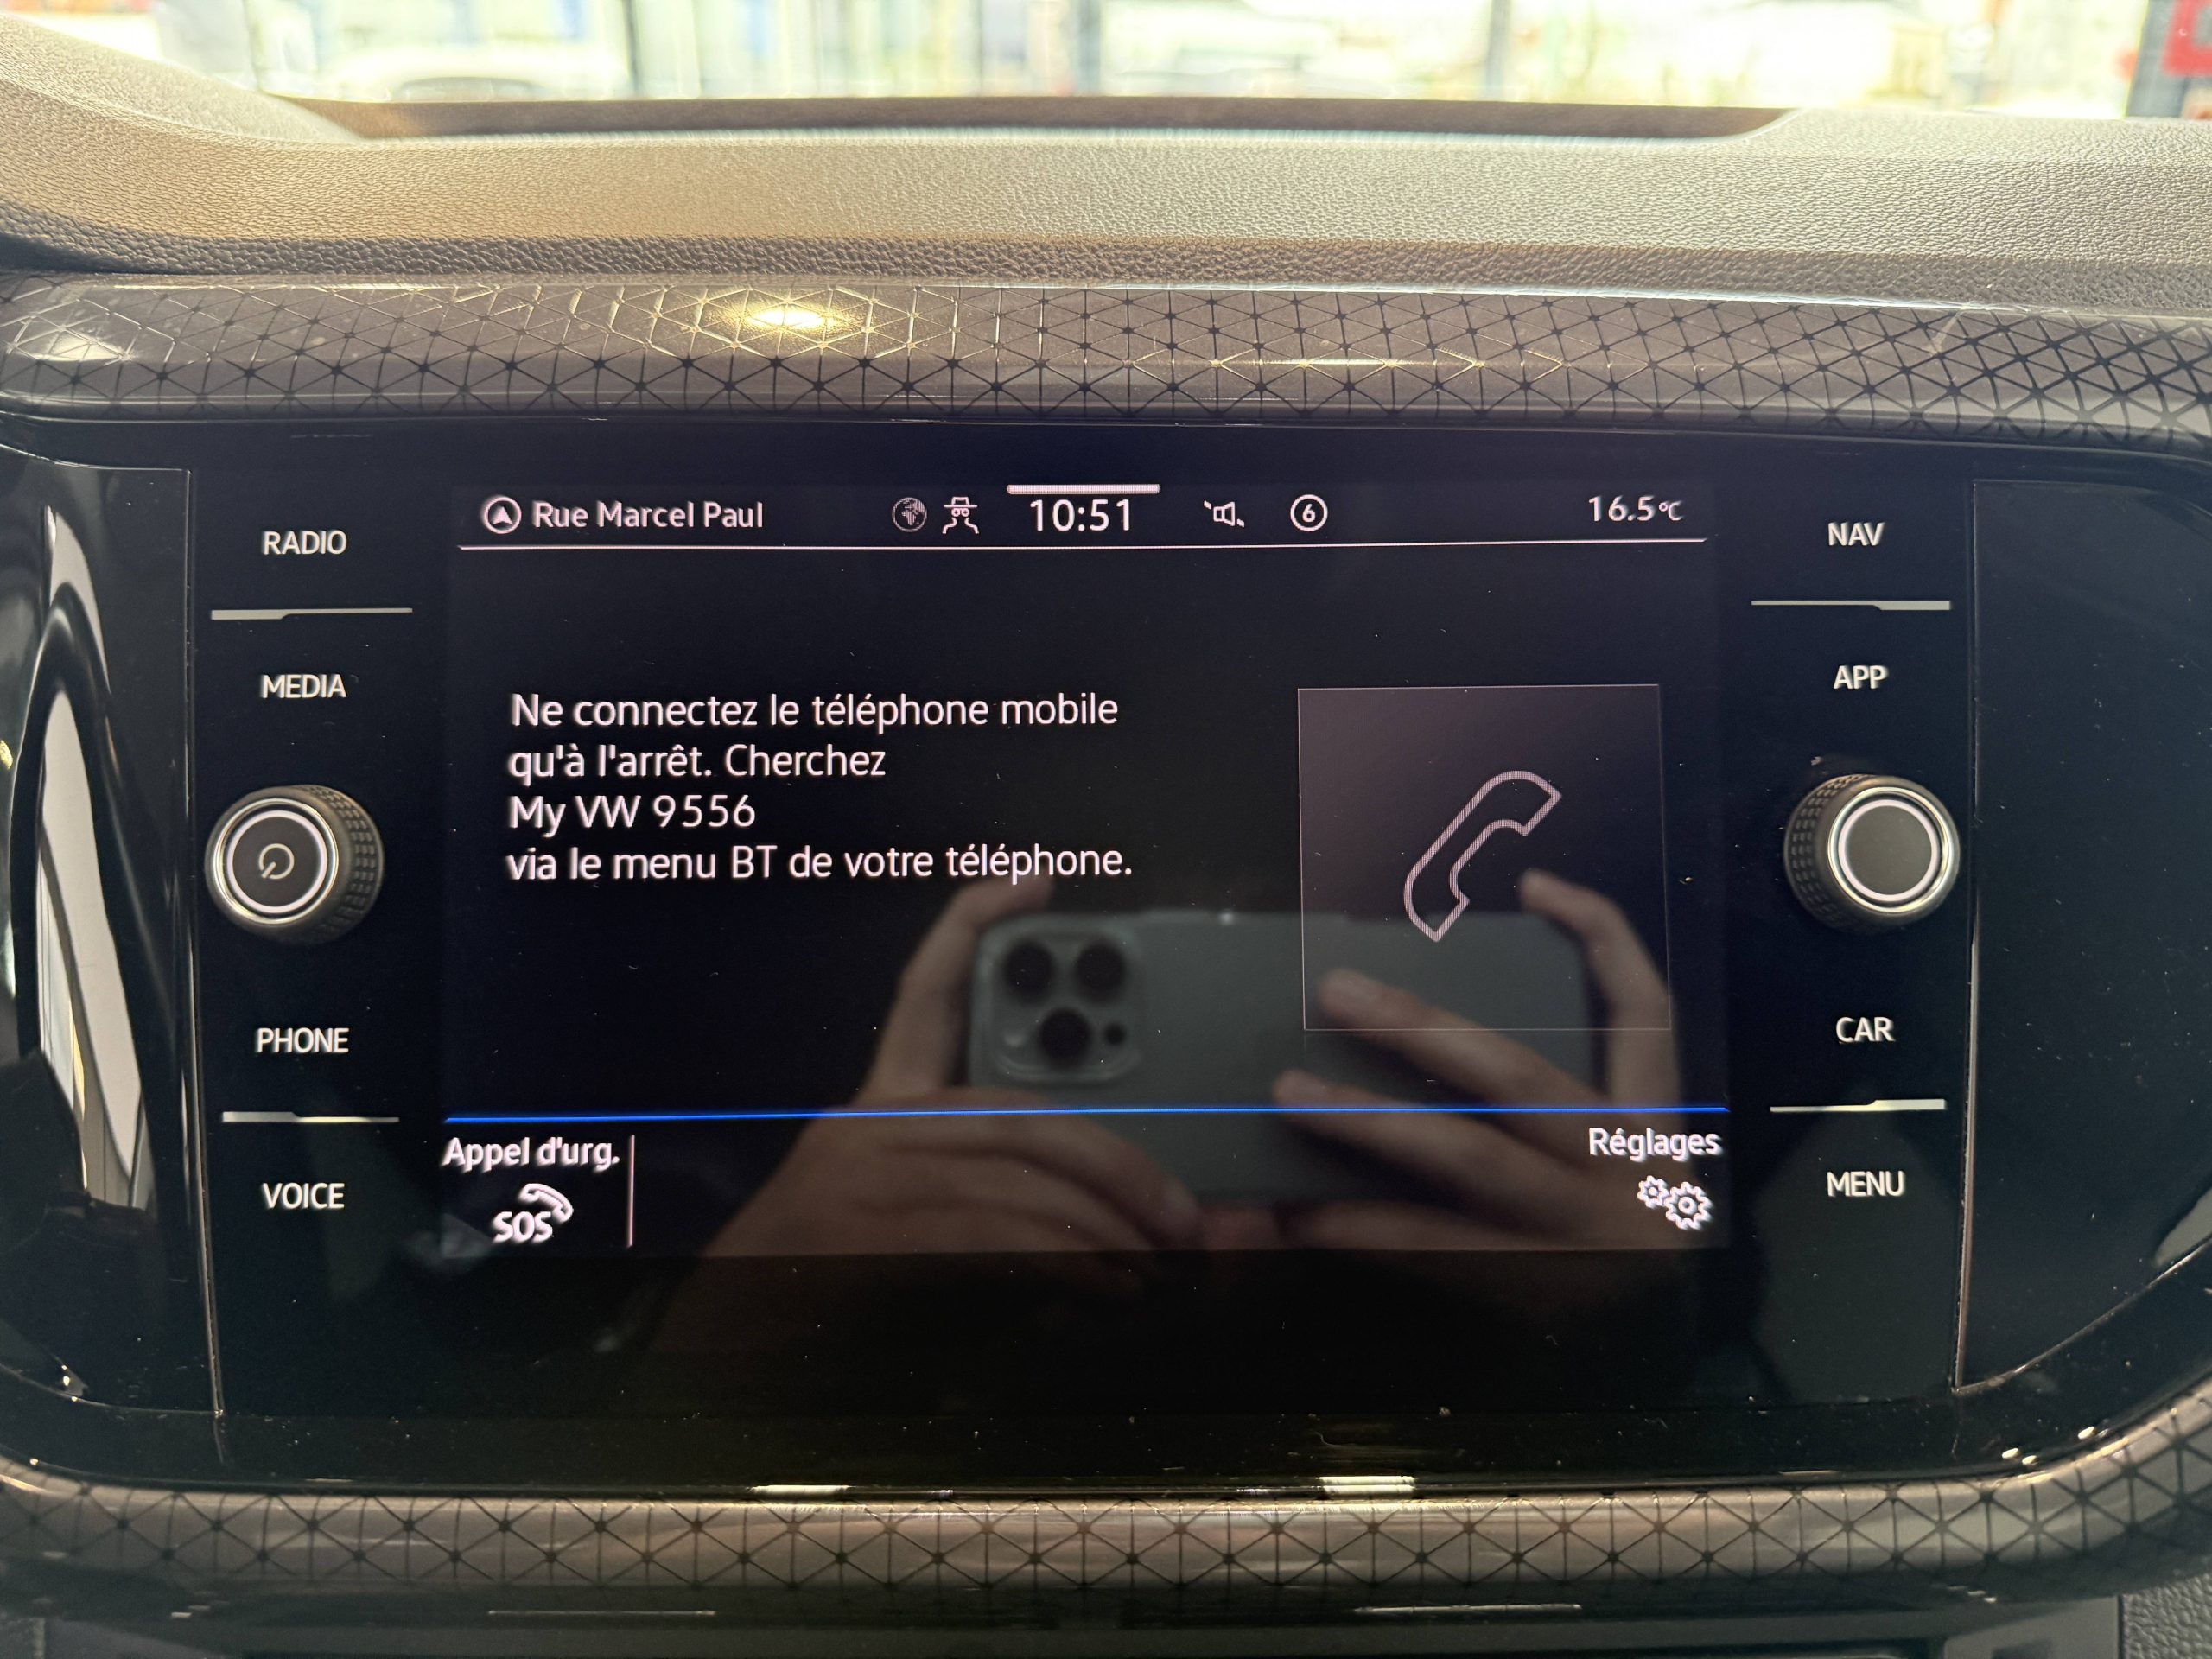 Rue Marcel Paul
10:51
6
16.5°C
RADIO
MEDIA
PHONE
VOICE
Ne connectez le téléphone mobile
qu'à l'arrêt. Cherchez
My VW 9556
via le menu BT de votre téléphone.
Appel d'urg.
SOS
Réglages
NAV
APP
CAR
MENU